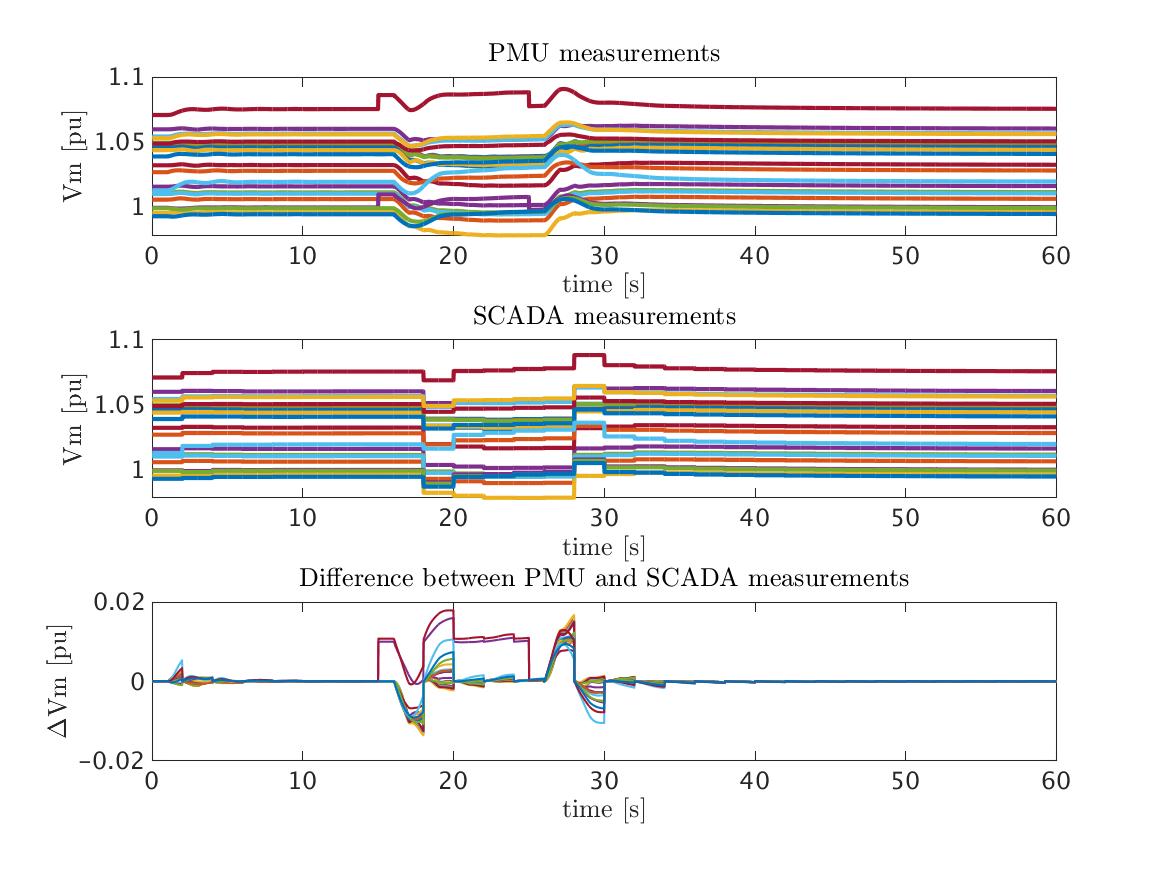 PMU measurements
1.1
1.05
1
Vm [pu]
0 10 20 30 40 50 60
time [s]
SCADA measurements
1.1
1.05
1
Vm [pu]
0 10 20 30 40 50 60
time [s]
Difference between PMU and SCADA measurements
0.02
0
-0.02
ΔVm [pu]
0 10 20 30 40 50 60
time [s]